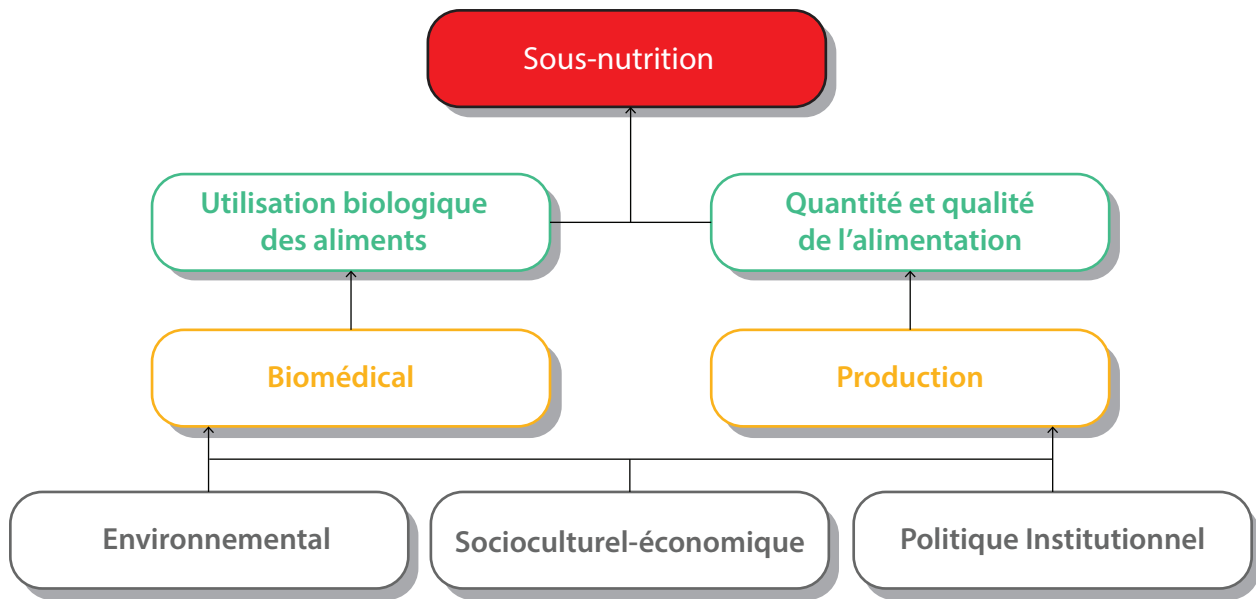 Sous-nutrition
Utilisation biologique
des aliments
Quantité et qualité
de l'alimentation
Biomédical
Production
Environnemental
Socioculturel-économique
Politique Institutionnel